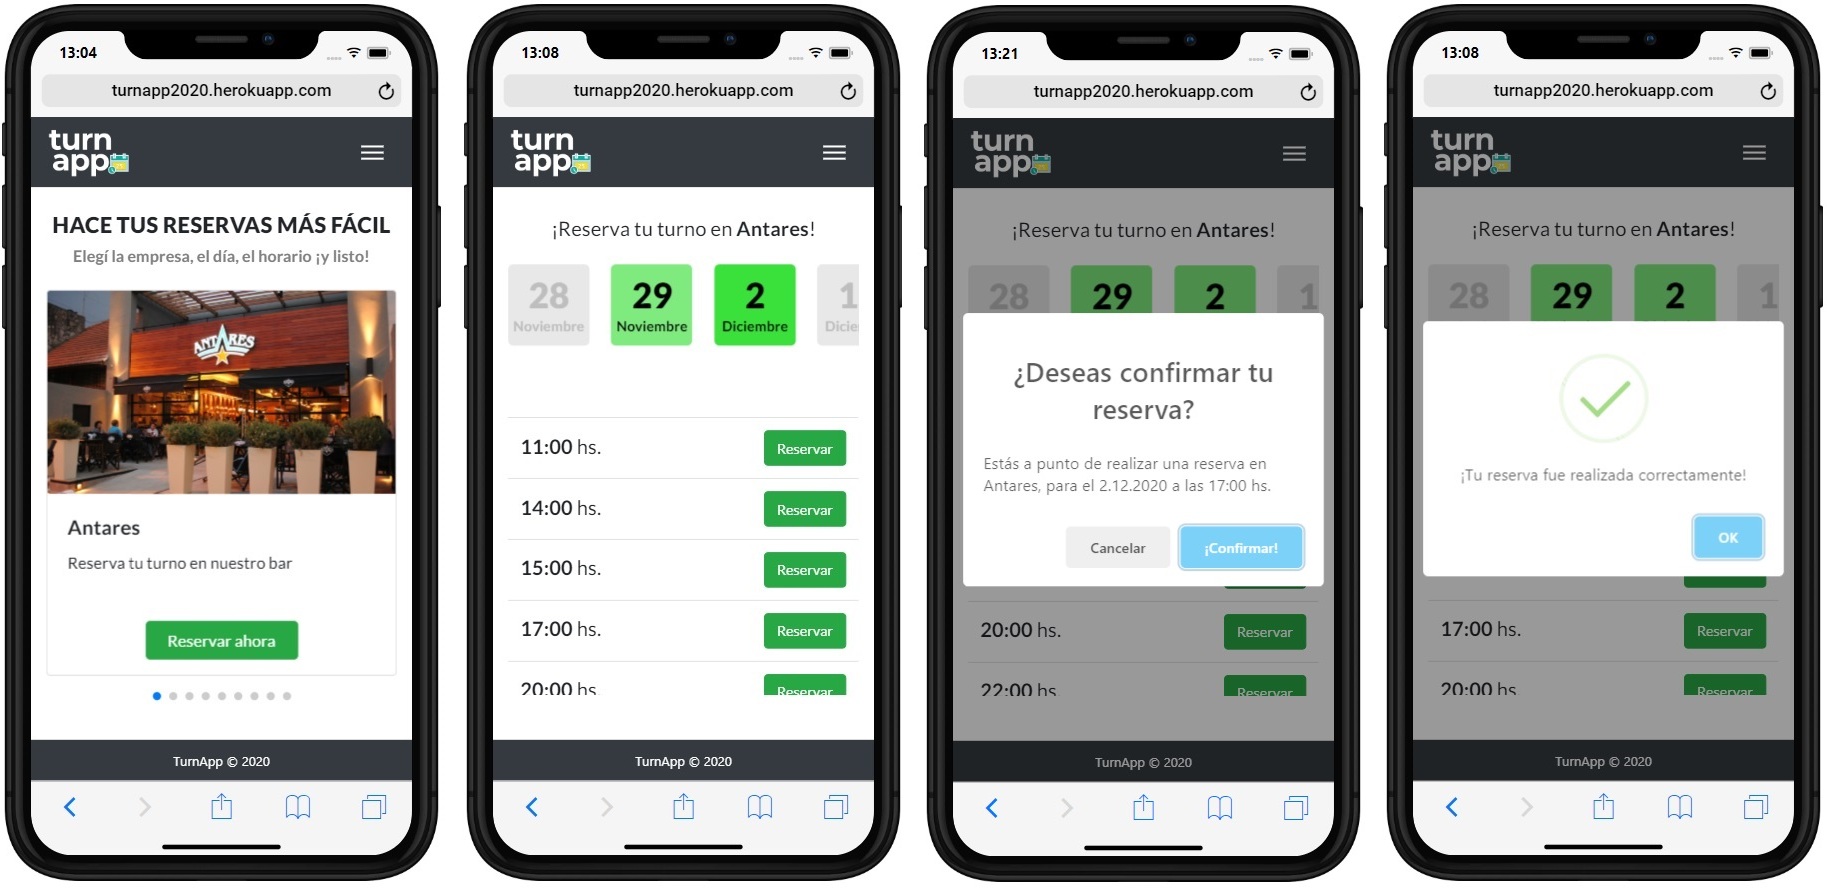 13:04
turnapp2020.herokuapp.com
turn
app
HACE TUS RESERVAS MÁS FÁCIL
Elegí la empresa, el día, el horario ¡y listo!
ANTARES
Antares
Reserva tu turno en nuestro bar
Reservar ahora
TurnApp © 2020
13:08
turnapp2020.herokuapp.com
turn
app
¡Reserva tu turno en Antares!
28 29 2 1
Noviembre Noviembre Diciembre Dicie
11:00 hs. Reservar
14:00 hs. Reservar
15:00 hs. Reservar
17:00 hs. Reservar
20:00 hs Reservar
TurnApp © 2020
13:21
turnapp2020.herokuapp.com
turn
app
¡Reserva tu turno en Antares!
28 29 2 1
¿Deseas confirmar tu
reserva?
Estás a punto de realizar una reserva en
Antares, para el 2.12.2020 a las 17:00 hs.
Cancelar ¡Confirmar!
20:00 hs. Reservar
22:00 hs Reservar
TurnApp © 2020
13:08
turnapp2020.herokuapp.com
turn
app
¡Reserva tu turno en Antares!
28 29 2 1
¡Tu reserva fue realizada correctamente!
OK
17:00 hs. Reservar
20:00 hs Reservar
TurnApp © 2020